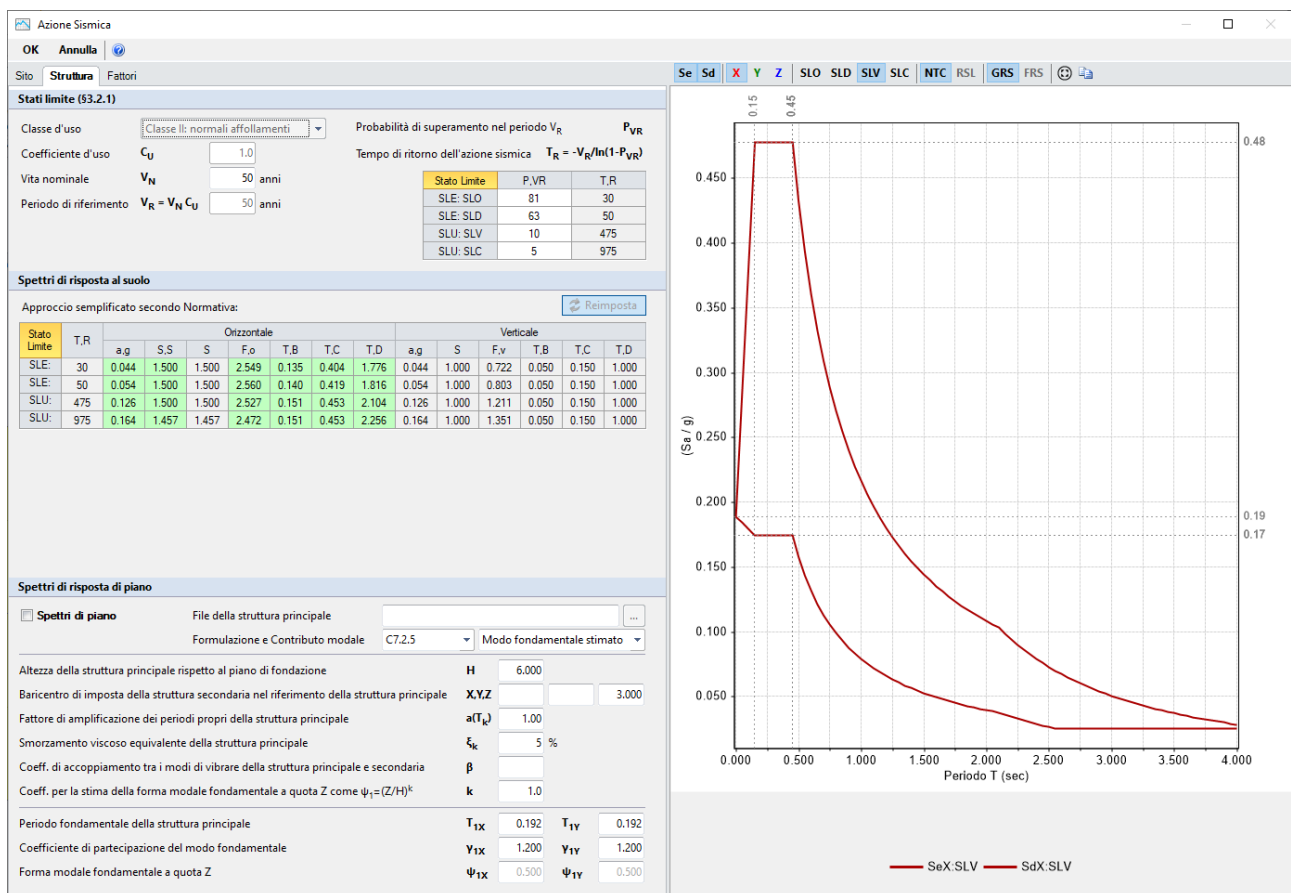 Azione Sismica
OK Annulla
Sito Struttura Fattori
Stati limite (§3.2.1)
Classe d'uso Classe II: normali affollamenti Probabilità di superamento nel periodo V_R P_VR
Coefficiente d'uso C_U 1.0 Tempo di ritorno dell'azione sismica T_R = -V_R/ln(1-P_VR)
Vita nominale V_N 50 anni
Periodo di riferimento V_R = V_N C_U 50 anni
Stato Limite P,VR T,R
SLE: SLO 81 30
SLE: SLD 63 50
SLU: SLV 10 475
SLU: SLC 5 975
Spettri di risposta al suolo
Approccio semplificato secondo Normativa: Reimposta
Stato Limite T,R Orizzontale Verticale
a,g S,S S F,o T,B T,C T,D a,g S F,v T,B T,C T,D
SLE: 30 0.044 1.500 1.500 2.549 0.135 0.404 1.776 0.044 1.000 0.722 0.050 0.150 1.000
SLE: 50 0.054 1.500 1.500 2.560 0.140 0.419 1.816 0.054 1.000 0.803 0.050 0.150 1.000
SLU: 475 0.126 1.500 1.500 2.527 0.151 0.453 2.104 0.126 1.000 1.211 0.050 0.150 1.000
SLU: 975 0.164 1.457 1.457 2.472 0.151 0.453 2.256 0.164 1.000 1.351 0.050 0.150 1.000
Spettri di risposta di piano
Spettri di piano File della struttura principale ...
Formulazione e Contributo modale C7.2.5 Modo fondamentale stimato
Altezza della struttura principale rispetto al piano di fondazione H 6.000
Baricentro di imposta della struttura secondaria nel riferimento della struttura principale X,Y,Z 3.000
Fattore di amplificazione dei periodi propri della struttura principale a(T_k) 1.00
Smorzamento viscoso equivalente della struttura principale ξ_k 5 %
Coeff. di accoppiamento tra i modi di vibrare della struttura principale e secondaria β
Coeff. per la stima della forma modale fondamentale a quota Z come ψ_1=(Z/H)^k k 1.0
Periodo fondamentale della struttura principale T_1X 0.192 T_1Y 0.192
Coefficiente di partecipazione del modo fondamentale γ_1X 1.200 γ_1Y 1.200
Forma modale fondamentale a quota Z ψ_1X 0.500 ψ_1Y 0.500
Se Sd X Y Z SLO SLD SLV SLC NTC RSL GRS FRS
0.15 0.45
0.48
0.450
0.400
0.350
0.300
0.250
0.200
0.19
0.17
0.150
0.100
0.050
(Sa / g)
0.000 0.500 1.000 1.500 2.000 2.500 3.000 3.500 4.000
Periodo T (sec)
SeX:SLV SdX:SLV